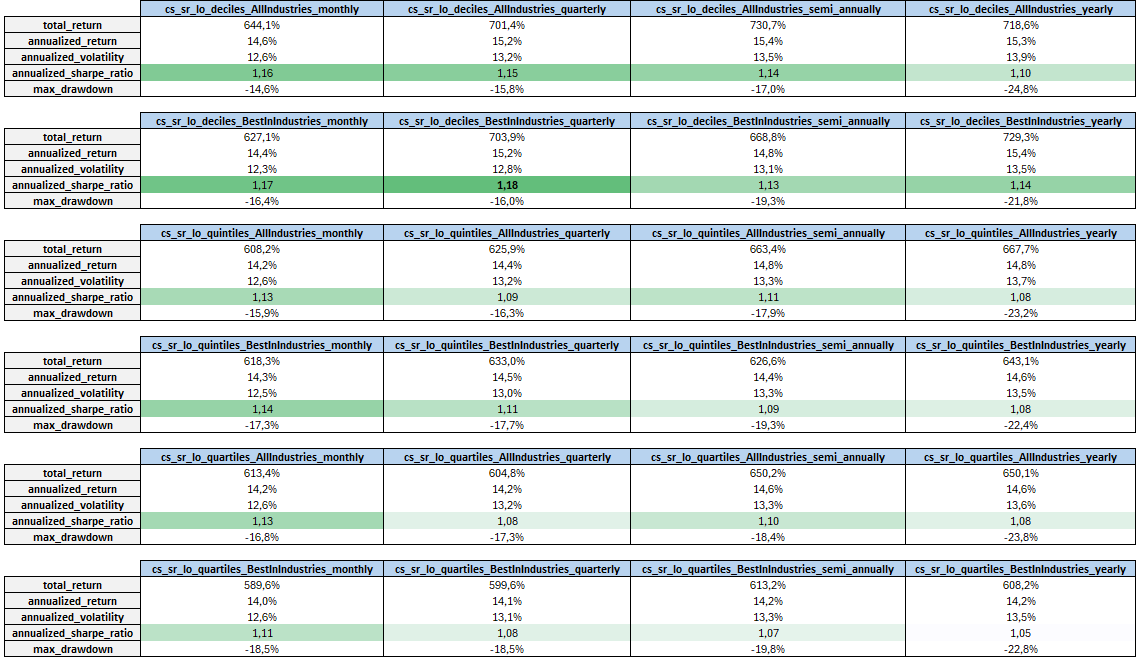 cs_sr_lo_deciles_AllIndustries_monthly cs_sr_lo_deciles_AllIndustries_quarterly cs_sr_lo_deciles_AllIndustries_semi_annually cs_sr_lo_deciles_AllIndustries_yearly
total_return 644,1% 701,4% 730,7% 718,6%
annualized_return 14,6% 15,2% 15,4% 15,3%
annualized_volatility 12,6% 13,2% 13,5% 13,9%
annualized_sharpe_ratio 1,16 1,15 1,14 1,10
max_drawdown -14,6% -15,8% -17,0% -24,8%
cs_sr_lo_deciles_BestInIndustries_monthly cs_sr_lo_deciles_BestInIndustries_quarterly cs_sr_lo_deciles_BestInIndustries_semi_annually cs_sr_lo_deciles_BestInIndustries_yearly
total_return 627,1% 703,9% 668,8% 729,3%
annualized_return 14,4% 15,2% 14,8% 15,4%
annualized_volatility 12,3% 12,8% 13,1% 13,5%
annualized_sharpe_ratio 1,17 1,18 1,13 1,14
max_drawdown -16,4% -16,0% -19,3% -21,8%
cs_sr_lo_quintiles_AllIndustries_monthly cs_sr_lo_quintiles_AllIndustries_quarterly cs_sr_lo_quintiles_AllIndustries_semi_annually cs_sr_lo_quintiles_AllIndustries_yearly
total_return 608,2% 625,9% 663,4% 667,7%
annualized_return 14,2% 14,4% 14,8% 14,8%
annualized_volatility 12,6% 13,2% 13,3% 13,7%
annualized_sharpe_ratio 1,13 1,09 1,11 1,08
max_drawdown -15,9% -16,3% -17,9% -23,2%
cs_sr_lo_quintiles_BestInIndustries_monthly cs_sr_lo_quintiles_BestInIndustries_quarterly cs_sr_lo_quintiles_BestInIndustries_semi_annually cs_sr_lo_quintiles_BestInIndustries_yearly
total_return 618,3% 633,0% 626,6% 643,1%
annualized_return 14,3% 14,5% 14,4% 14,6%
annualized_volatility 12,5% 13,0% 13,3% 13,5%
annualized_sharpe_ratio 1,14 1,11 1,09 1,08
max_drawdown -17,3% -17,7% -19,3% -22,4%
cs_sr_lo_quartiles_AllIndustries_monthly cs_sr_lo_quartiles_AllIndustries_quarterly cs_sr_lo_quartiles_AllIndustries_semi_annually cs_sr_lo_quartiles_AllIndustries_yearly
total_return 613,4% 604,8% 650,2% 650,1%
annualized_return 14,2% 14,2% 14,6% 14,6%
annualized_volatility 12,6% 13,2% 13,3% 13,6%
annualized_sharpe_ratio 1,13 1,08 1,10 1,08
max_drawdown -16,8% -17,3% -18,4% -23,8%
cs_sr_lo_quartiles_BestInIndustries_monthly cs_sr_lo_quartiles_BestInIndustries_quarterly cs_sr_lo_quartiles_BestInIndustries_semi_annually cs_sr_lo_quartiles_BestInIndustries_yearly
total_return 589,6% 599,6% 613,2% 608,2%
annualized_return 14,0% 14,1% 14,2% 14,2%
annualized_volatility 12,6% 13,1% 13,3% 13,5%
annualized_sharpe_ratio 1,11 1,08 1,07 1,05
max_drawdown -18,5% -18,5% -19,8% -22,8%